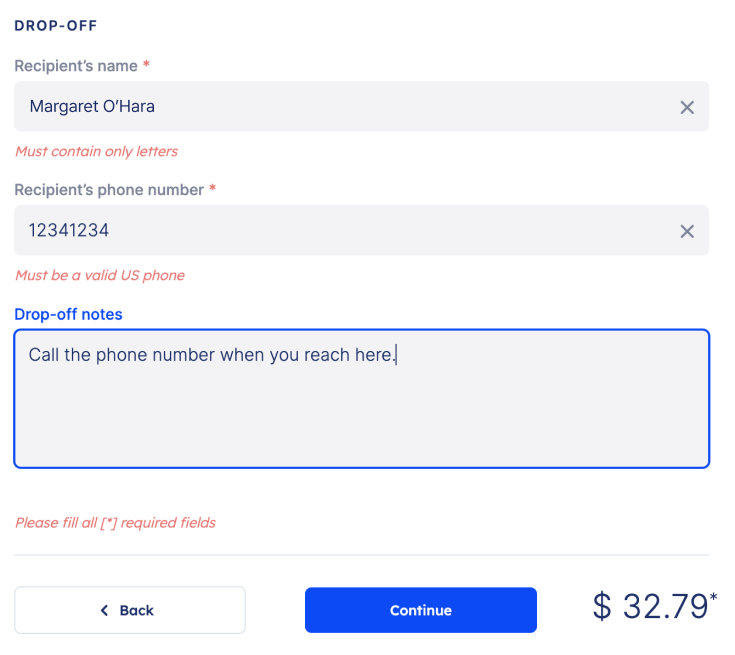 DROP-OFF
Recipient's name *
Margaret O'Hara
Must contain only letters
Recipient's phone number *
12341234
Must be a valid US phone
Drop-off notes
Call the phone number when you reach here.
Please fill all [*] required fields
Back
Continue
$ 32.79*